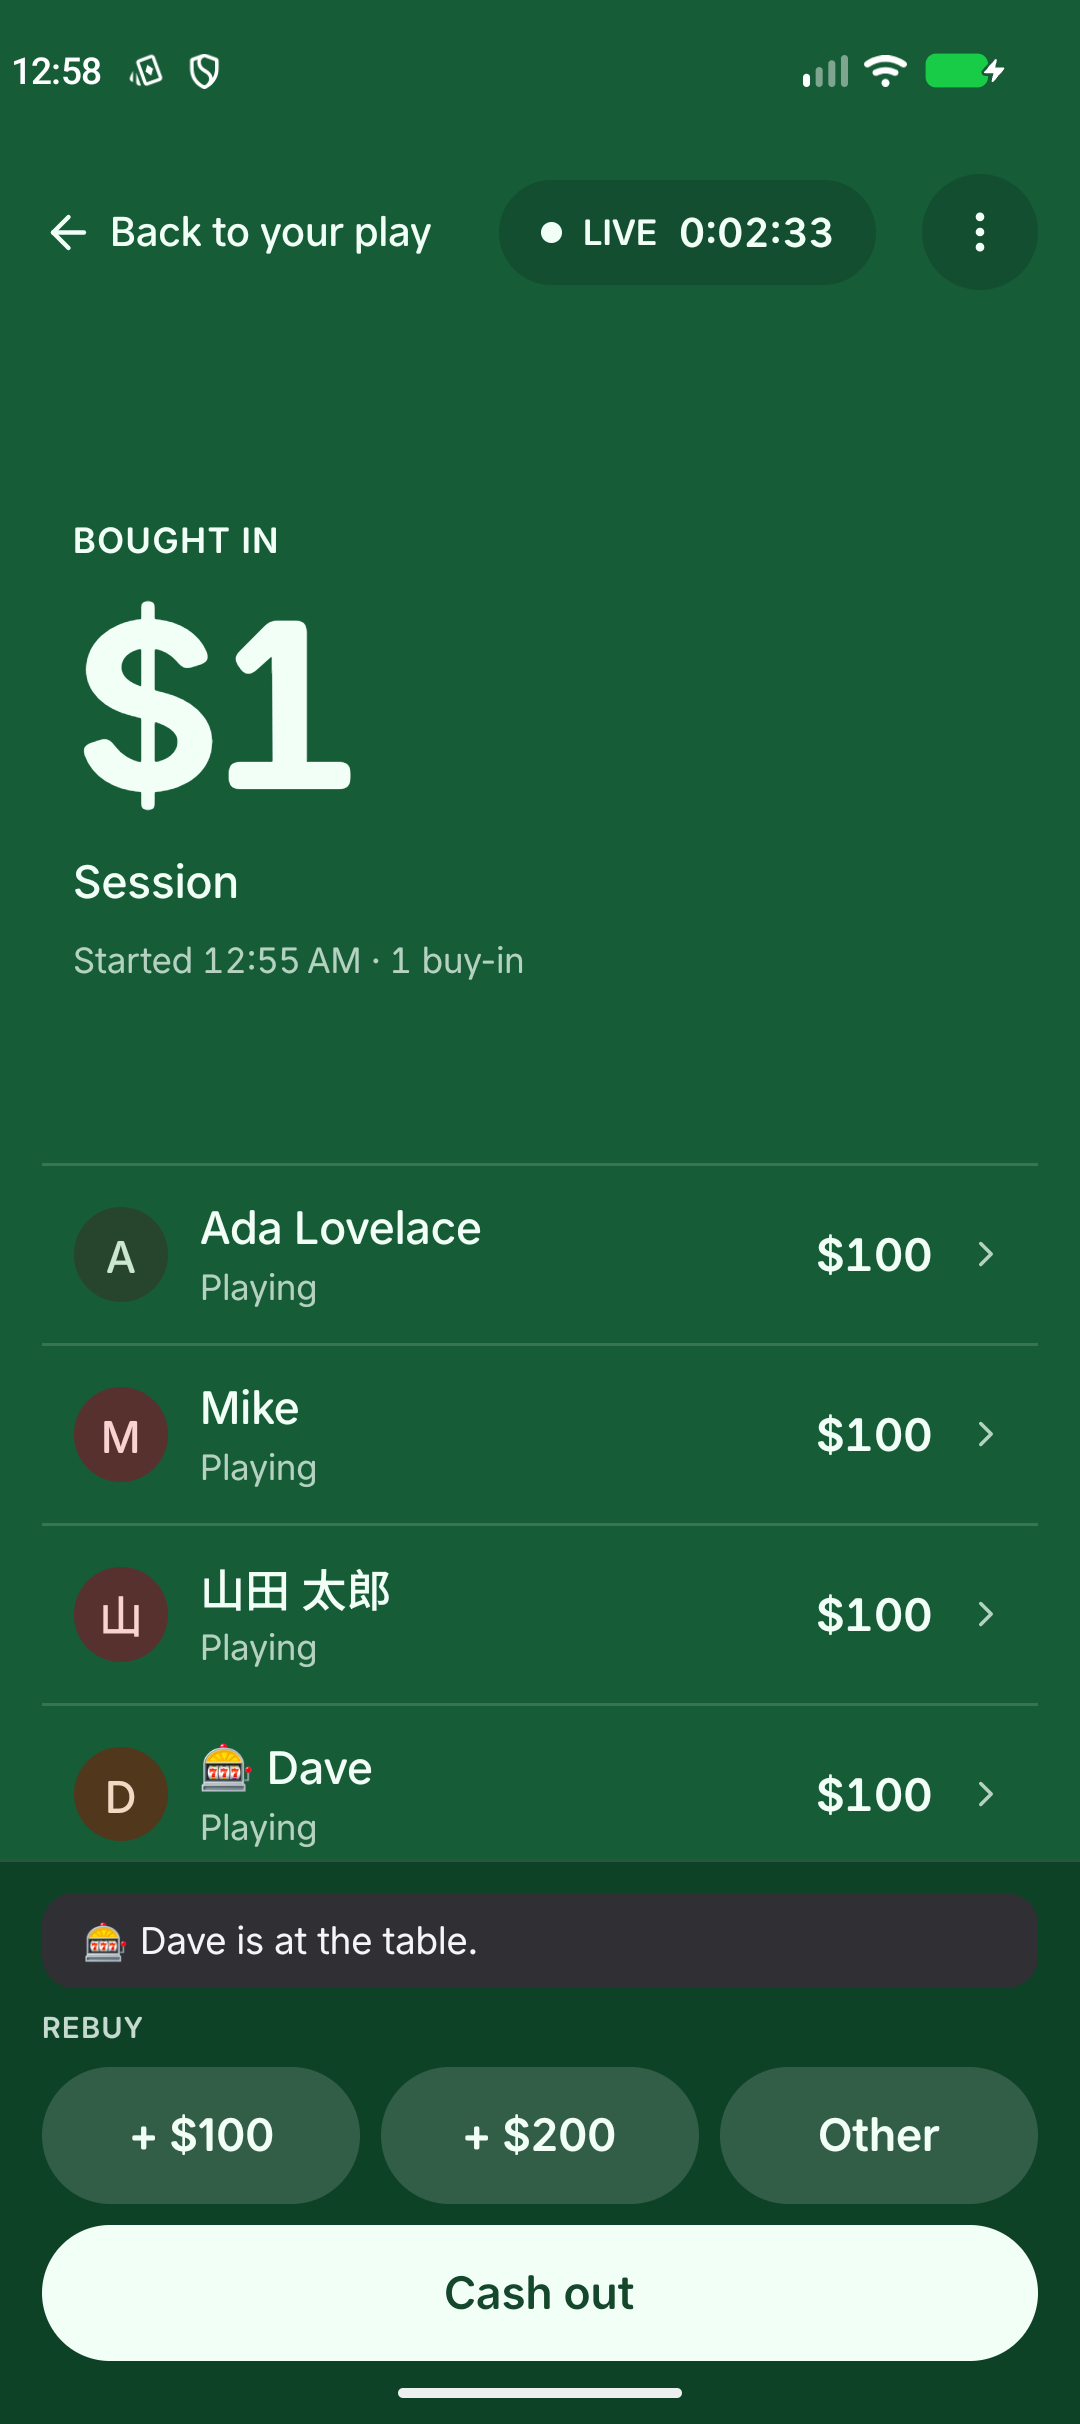 12:58
Back to your play
LIVE 0:02:33
BOUGHT IN
$1
Session
Started 12:55 AM · 1 buy-in
A
Ada Lovelace
Playing
$100
M
Mike
Playing
$100
山
山田 太郎
Playing
$100
D
🎰 Dave
Playing
$100
🎰 Dave is at the table.
REBUY
+ $100
+ $200
Other
Cash out